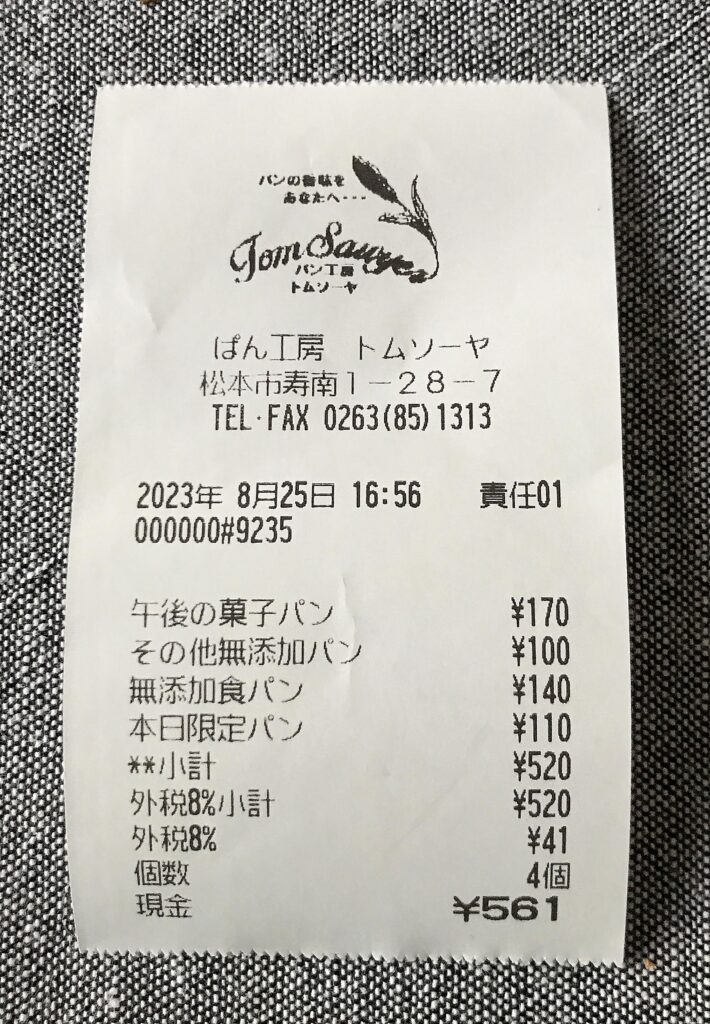 パンの香味を
あなたへ・・・
Tom Sawyer
パン工房
トムソーヤ
ぱん工房　トムソーヤ
松本市寿南１－２８－７
TEL・FAX 0263(85)1313
2023年 8月25日 16:56 責任01
000000#9235
午後の菓子パン ¥170
その他無添加パン ¥100
無添加食パン ¥140
本日限定パン ¥110
**小計 ¥520
外税8%小計 ¥520
外税8% ¥41
個数 4個
現金 ¥561